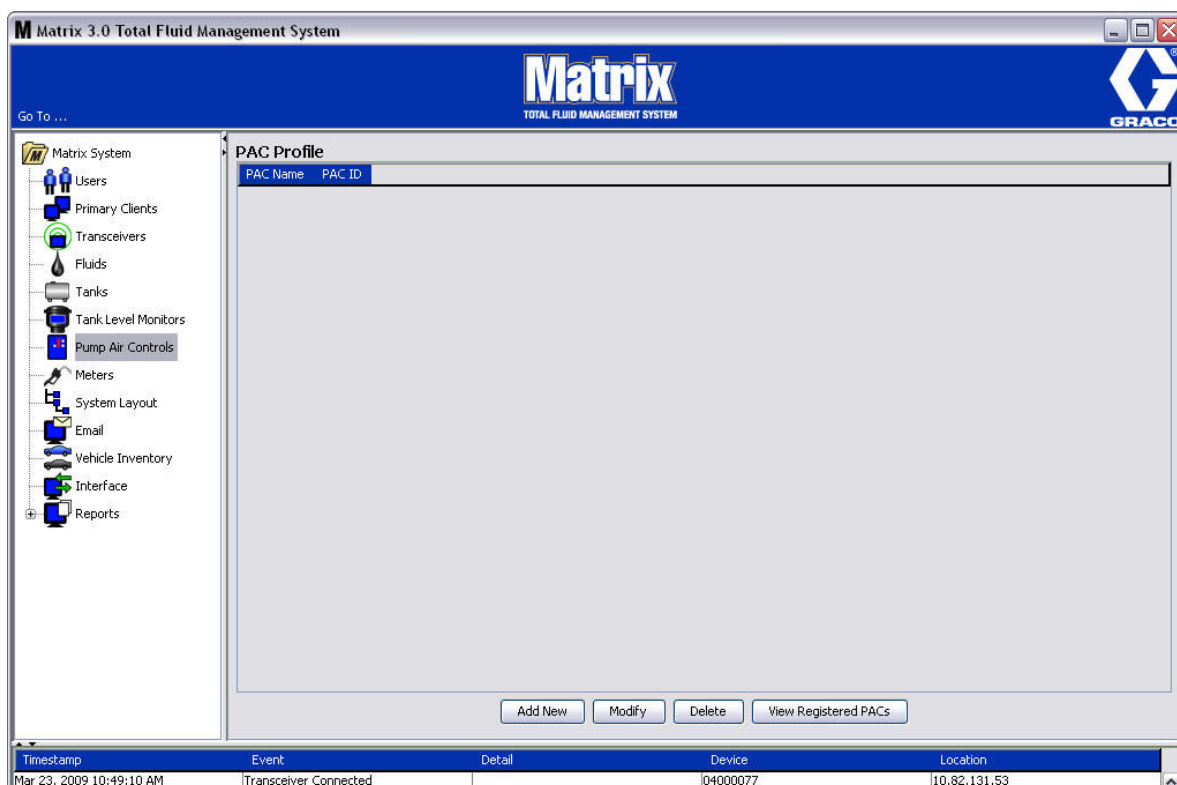 M Matrix 3.0 Total Fluid Management System
Matrix
TOTAL FLUID MANAGEMENT SYSTEM
Go To ...
GRACO
®
Matrix System
Users
Primary Clients
Transceivers
Fluids
Tanks
Tank Level Monitors
Pump Air Controls
Meters
System Layout
Email
Vehicle Inventory
Interface
Reports
PAC Profile
PAC Name PAC ID
Add New Modify Delete View Registered PACs
Timestamp Event Detail Device Location
Mar 23, 2009 10:49:10 AM Transceiver Connected 04000077 10.82.131.53